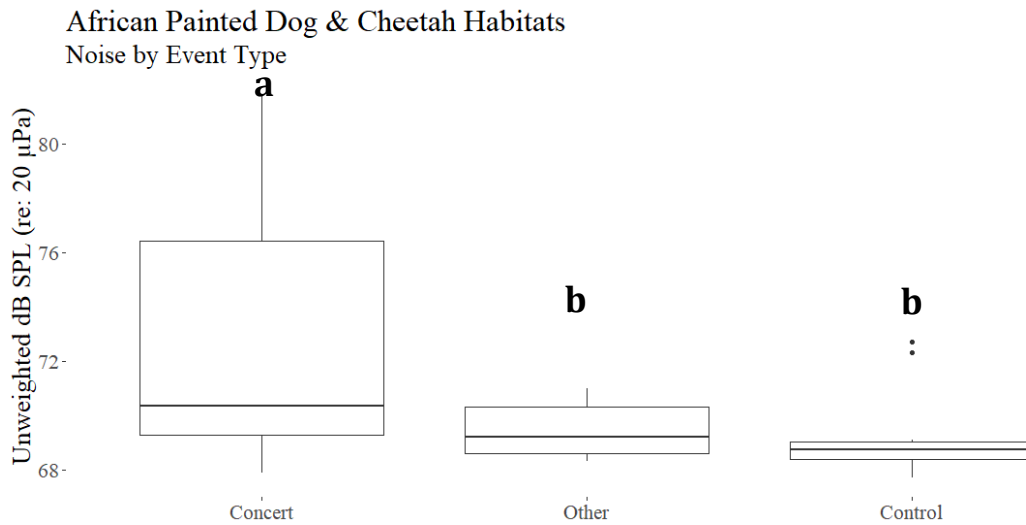 African Painted Dog & Cheetah Habitats
Noise by Event Type
Unweighted dB SPL (re: 20 µPa)
80
76
72
68
a
b
b
Concert
Other
Control